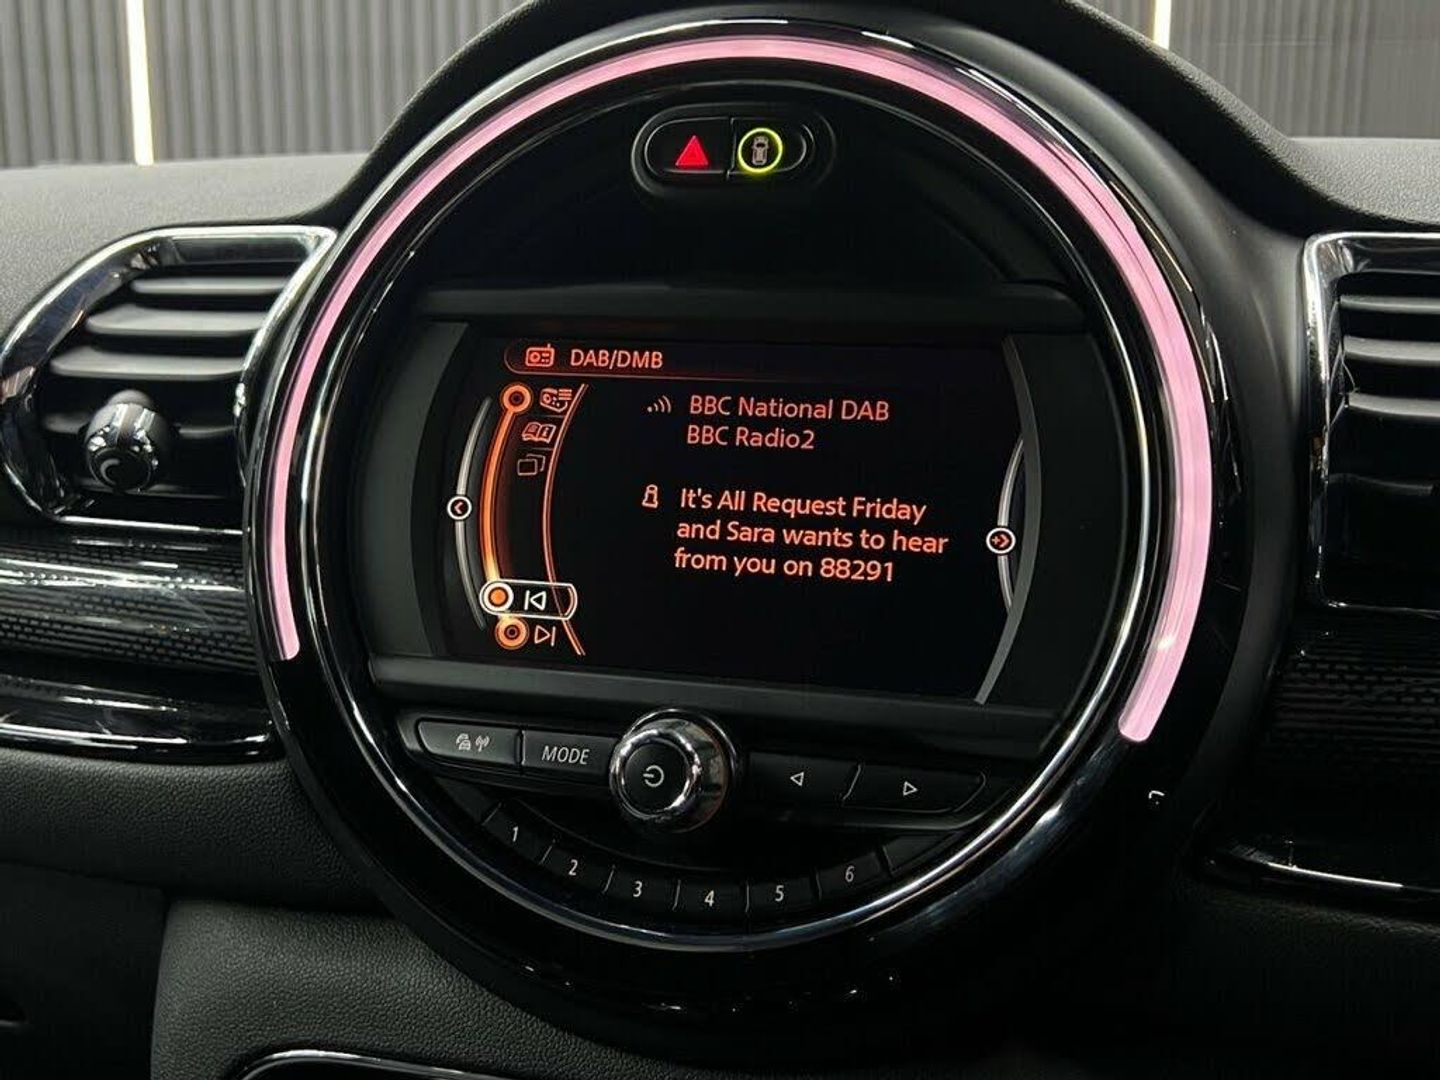 DAB/DMB
BBC National DAB
BBC Radio2
It's All Request Friday
and Sara wants to hear
from you on 88291
MODE
1
2
3
4
5
6